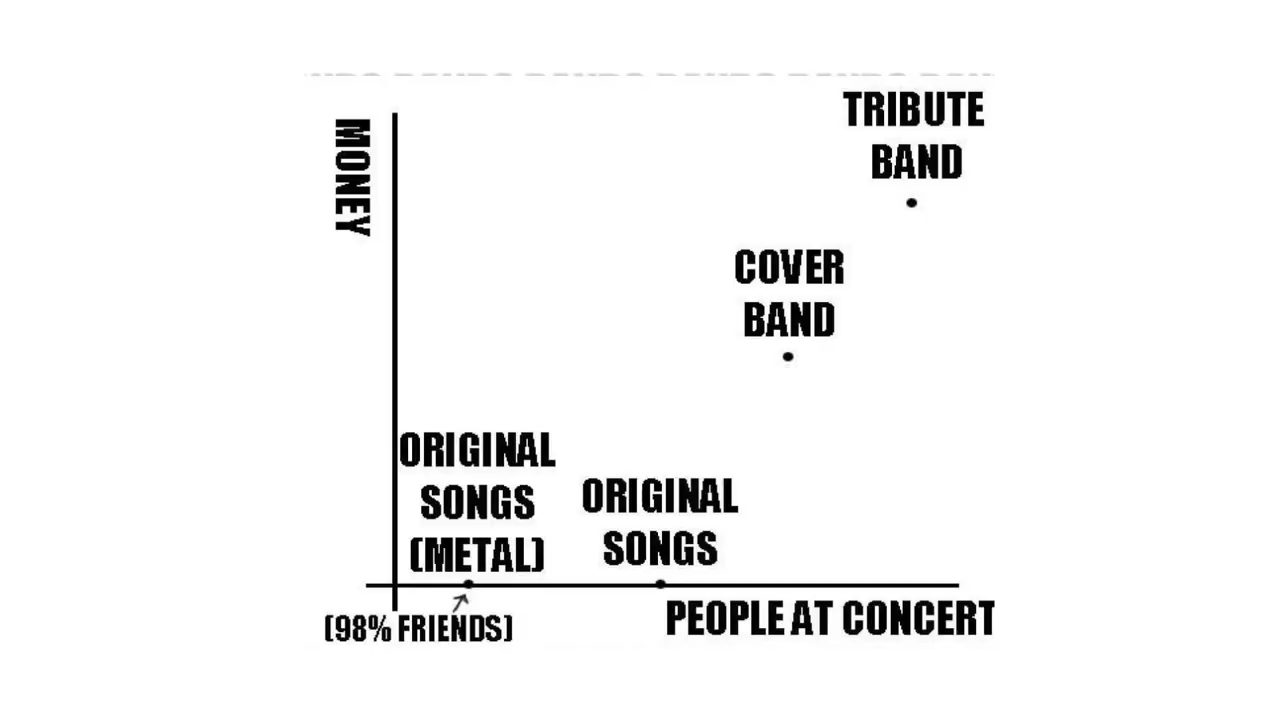 TRIBUTE
BAND
MONEY
COVER
BAND
ORIGINAL
SONGS
(METAL)
ORIGINAL
SONGS
(98% FRIENDS)
PEOPLE AT CONCERT